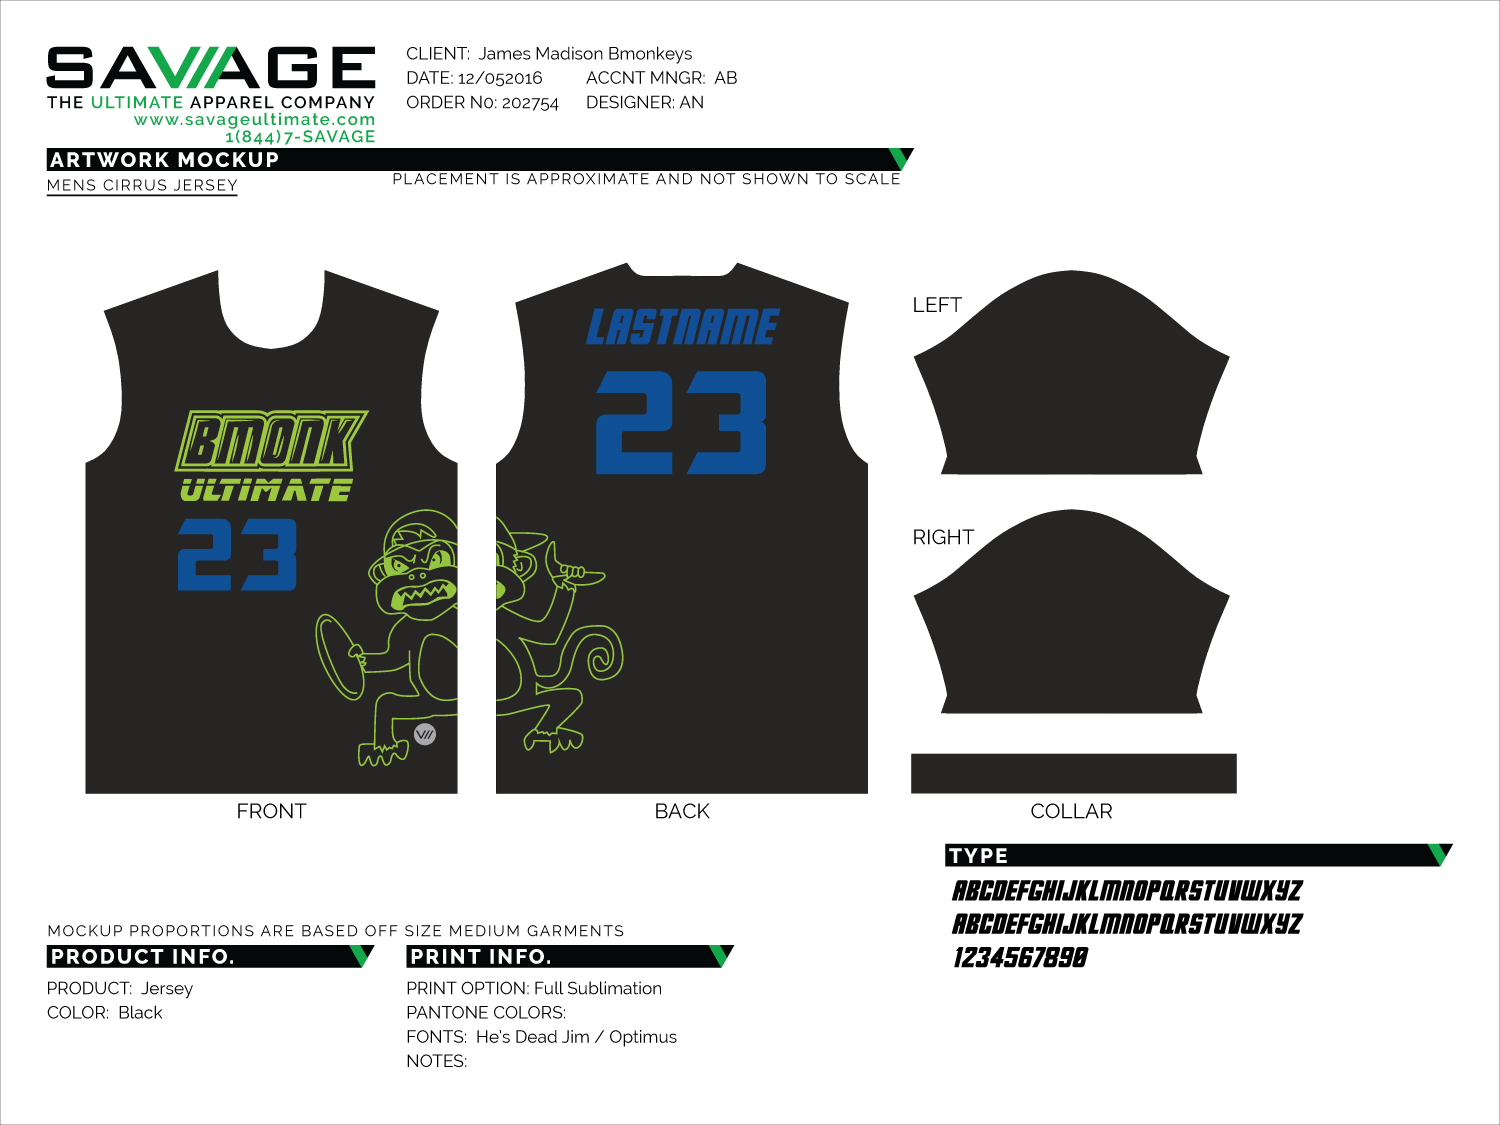 SAVAGE
THE ULTIMATE APPAREL COMPANY
www.savageultimate.com
1(844)7-SAVAGE
CLIENT: James Madison Bmonkeys
DATE: 12/052016 ACCNT MNGR: AB
ORDER N0: 202754 DESIGNER: AN
ARTWORK MOCKUP
MENS CIRRUS JERSEY
PLACEMENT IS APPROXIMATE AND NOT SHOWN TO SCALE
BMONK
ULTIMATE
23
FRONT
LASTNAME
23
BACK
LEFT
RIGHT
COLLAR
TYPE
ABCDEFGHIJKLMNOPQRSTUVWXYZ
ABCDEFGHIJKLMNOPQRSTUVWXYZ
1234567890
MOCKUP PROPORTIONS ARE BASED OFF SIZE MEDIUM GARMENTS
PRODUCT INFO.
PRODUCT: Jersey
COLOR: Black
PRINT INFO.
PRINT OPTION: Full Sublimation
PANTONE COLORS:
FONTS: He's Dead Jim / Optimus
NOTES: